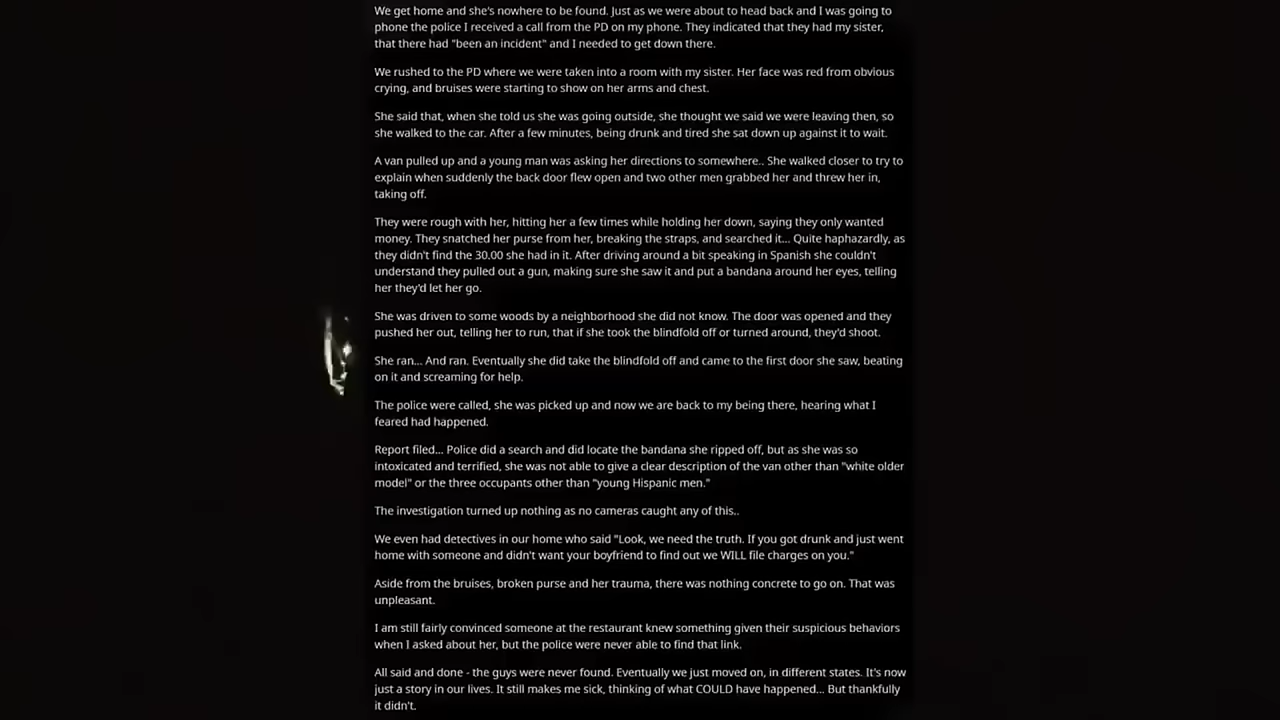 We get home and she's nowhere to be found. Just as we were about to head back and I was going to
phone the police I received a call from the PD on my phone. They indicated that they had my sister,
that there had "been an incident" and I needed to get down there.
We rushed to the PD where we were taken into a room with my sister. Her face was red from obvious
crying, and bruises were starting to show on her arms and chest.
She said that, when she told us she was going outside, she thought we said we were leaving then, so
she walked to the car. After a few minutes, being drunk and tired she sat down up against it to wait.
A van pulled up and a young man was asking her directions to somewhere.. She walked closer to try to
explain when suddenly the back door flew open and two other men grabbed her and threw her in,
taking off.
They were rough with her, hitting her a few times while holding her down, saying they only wanted
money. They snatched her purse from her, breaking the straps, and searched it... Quite haphazardly, as
they didn't find the 30.00 she had in it. After driving around a bit speaking in Spanish she couldn't
understand they pulled out a gun, making sure she saw it and put a bandana around her eyes, telling
her they'd let her go.
She was driven to some woods by a neighborhood she did not know. The door was opened and they
pushed her out, telling her to run, that if she took the blindfold off or turned around, they'd shoot.
She ran... And ran. Eventually she did take the blindfold off and came to the first door she saw, beating
on it and screaming for help.
The police were called, she was picked up and now we are back to my being there, hearing what I
feared had happened.
Report filed... Police did a search and did locate the bandana she ripped off, but as she was so
intoxicated and terrified, she was not able to give a clear description of the van other than "white older
model" or the three occupants other than "young Hispanic men."
The investigation turned up nothing as no cameras caught any of this..
We even had detectives in our home who said "Look, we need the truth. If you got drunk and just went
home with someone and didn't want your boyfriend to find out we WILL file charges on you."
Aside from the bruises, broken purse and her trauma, there was nothing concrete to go on. That was
unpleasant.
I am still fairly convinced someone at the restaurant knew something given their suspicious behaviors
when I asked about her, but the police were never able to find that link.
All said and done - the guys were never found. Eventually we just moved on, in different states. It's now
just a story in our lives. It still makes me sick, thinking of what COULD have happened... But thankfully
it didn't.